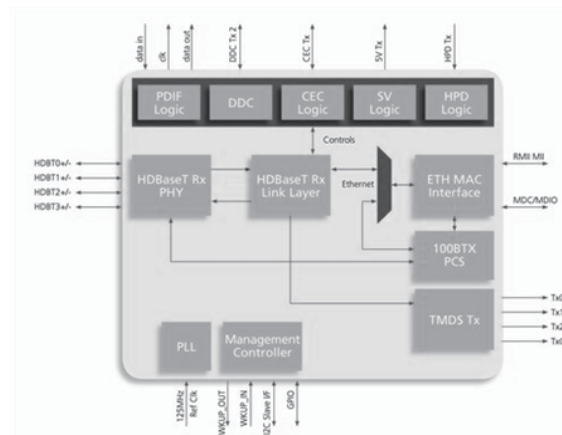 data in
clk
data out
DDC Tx 2
CEC Tx
5V Tx
HPD Tx
PDIF
Logic
DDC
CEC
Logic
5V
Logic
HPD
Logic
Controls
HDBT0+/-
HDBT1+/-
HDBT2+/-
HDBT3+/-
HDBaseT Rx
PHY
HDBaseT Rx
Link Layer
Ethernet
ETH MAC
Interface
RMII MII
MDC/MDIO
100BTX
PCS
TMDS Tx
Tx0
Tx1
Tx2
Tx0
PLL
Management
Controller
125MHz
Ref Clk
WKUP_OUT
WKUP_IN
I2C Slave I/F
GPIO